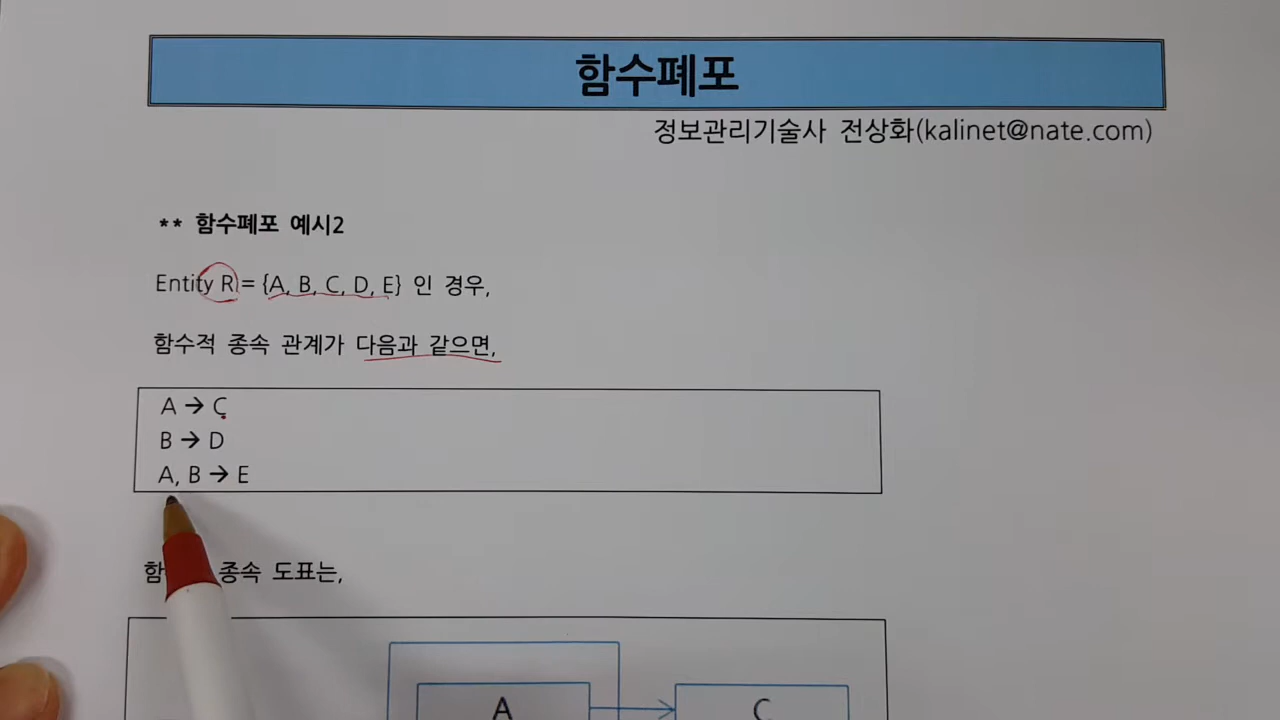 함수폐포
정보관리기술사 전상화(kalinet@nate.com)
** 함수폐포 예시2
Entity R = {A, B, C, D, E} 인 경우,
함수적 종속 관계가 다음과 같으면,
A → C
B → D
A, B → E
종속 도표는,
A
C